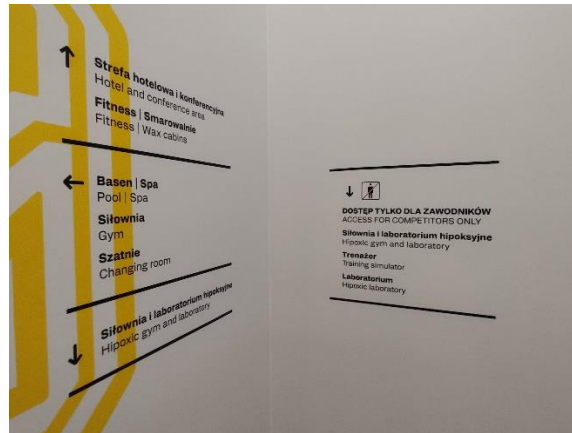 Strefa hotelowa i konferencyjna
Hotel and conference area
Fitness | Smarowalnie
Fitness | Wax cabins
Basen | Spa
Pool | Spa
Siłownia
Gym
Szatnie
Changing room
Siłownia i laboratorium hipoksyjne
Hipoxic gym and laboratory
DOSTĘP TYLKO DLA ZAWODNIKÓW
ACCESS FOR COMPETITORS ONLY
Siłownia i laboratorium hipoksyjne
Hipoxic gym and laboratory
Trenażer
Training simulator
Laboratorium
Hipoxic laboratory